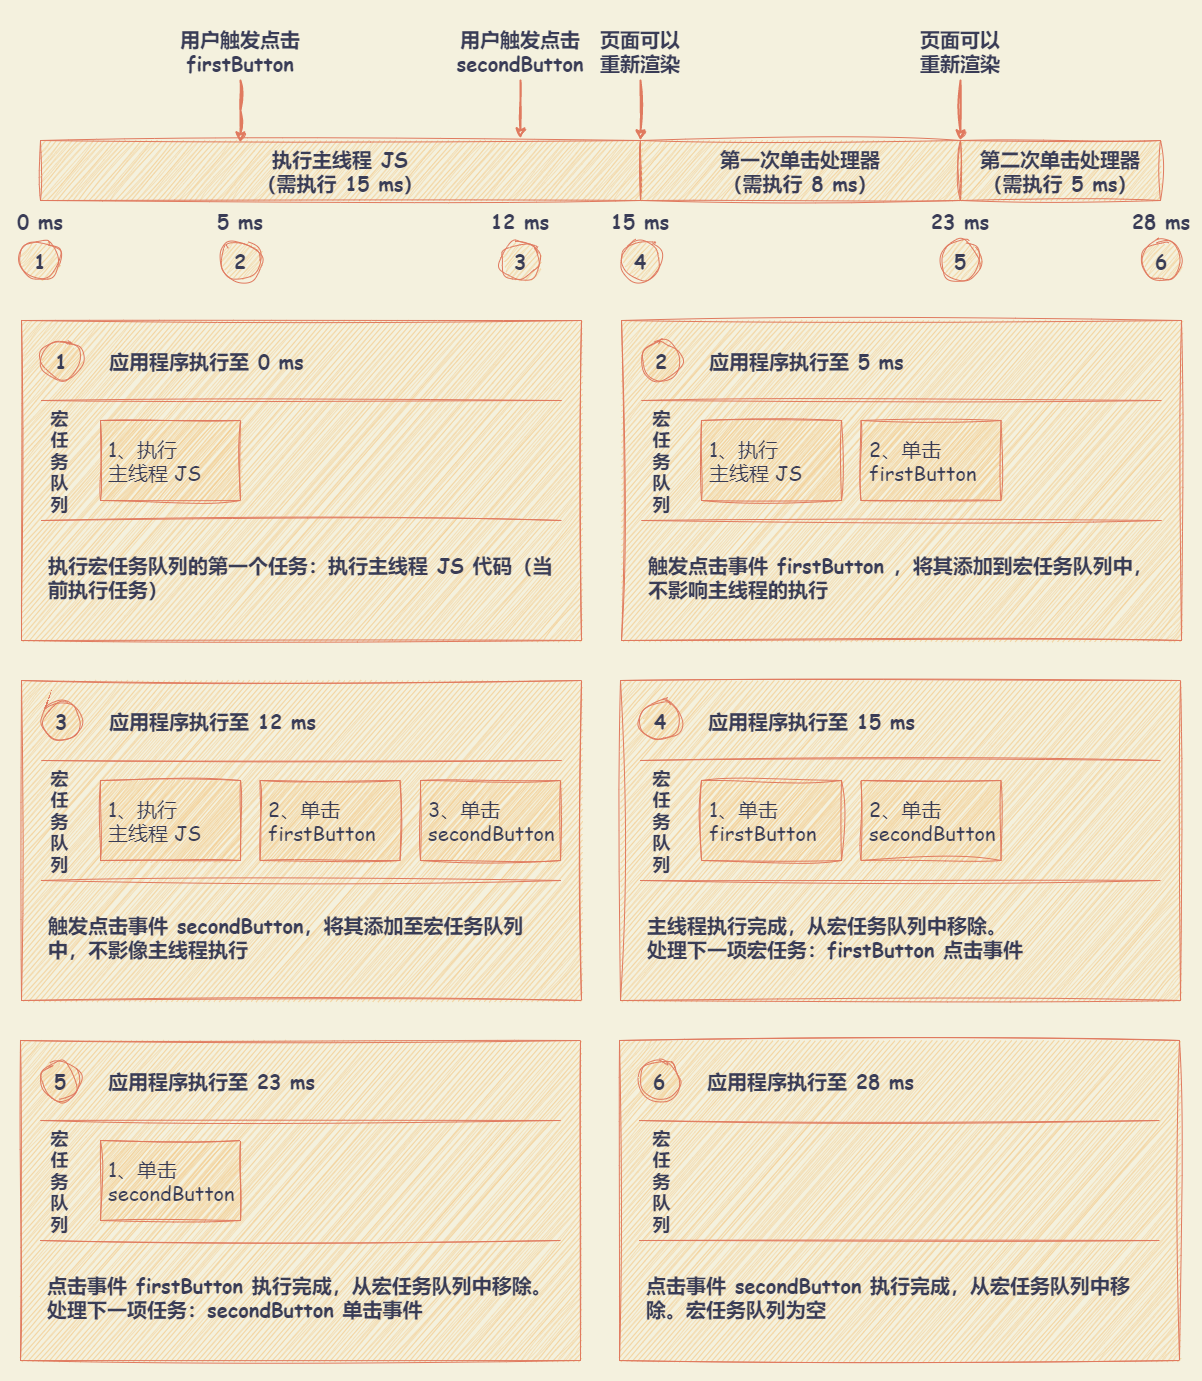 用户触发点击
firstButton
用户触发点击
secondButton
页面可以
重新渲染
页面可以
重新渲染
执行主线程 JS
（需执行 15 ms）
第一次单击处理器
（需执行 8 ms）
第二次单击处理器
（需执行 5 ms）
0 ms
5 ms
12 ms
15 ms
23 ms
28 ms
1
2
3
4
5
6
1
应用程序执行至 0 ms
宏
任
务
队
列
1、执行
主线程 JS
执行宏任务队列的第一个任务：执行主线程 JS 代码（当
前执行任务）
2
应用程序执行至 5 ms
宏
任
务
队
列
1、执行
主线程 JS
2、单击
firstButton
触发点击事件 firstButton ，将其添加到宏任务队列中，
不影响主线程的执行
3
应用程序执行至 12 ms
宏
任
务
队
列
1、执行
主线程 JS
2、单击
firstButton
3、单击
secondButton
触发点击事件 secondButton，将其添加至宏任务队列
中，不影像主线程执行
4
应用程序执行至 15 ms
宏
任
务
队
列
1、单击
firstButton
2、单击
secondButton
主线程执行完成，从宏任务队列中移除。
处理下一项宏任务：firstButton 点击事件
5
应用程序执行至 23 ms
宏
任
务
队
列
1、单击
secondButton
点击事件 firstButton 执行完成，从宏任务队列中移除。
处理下一项任务：secondButton 单击事件
6
应用程序执行至 28 ms
宏
任
务
队
列
点击事件 secondButton 执行完成，从宏任务队列中移
除。宏任务队列为空